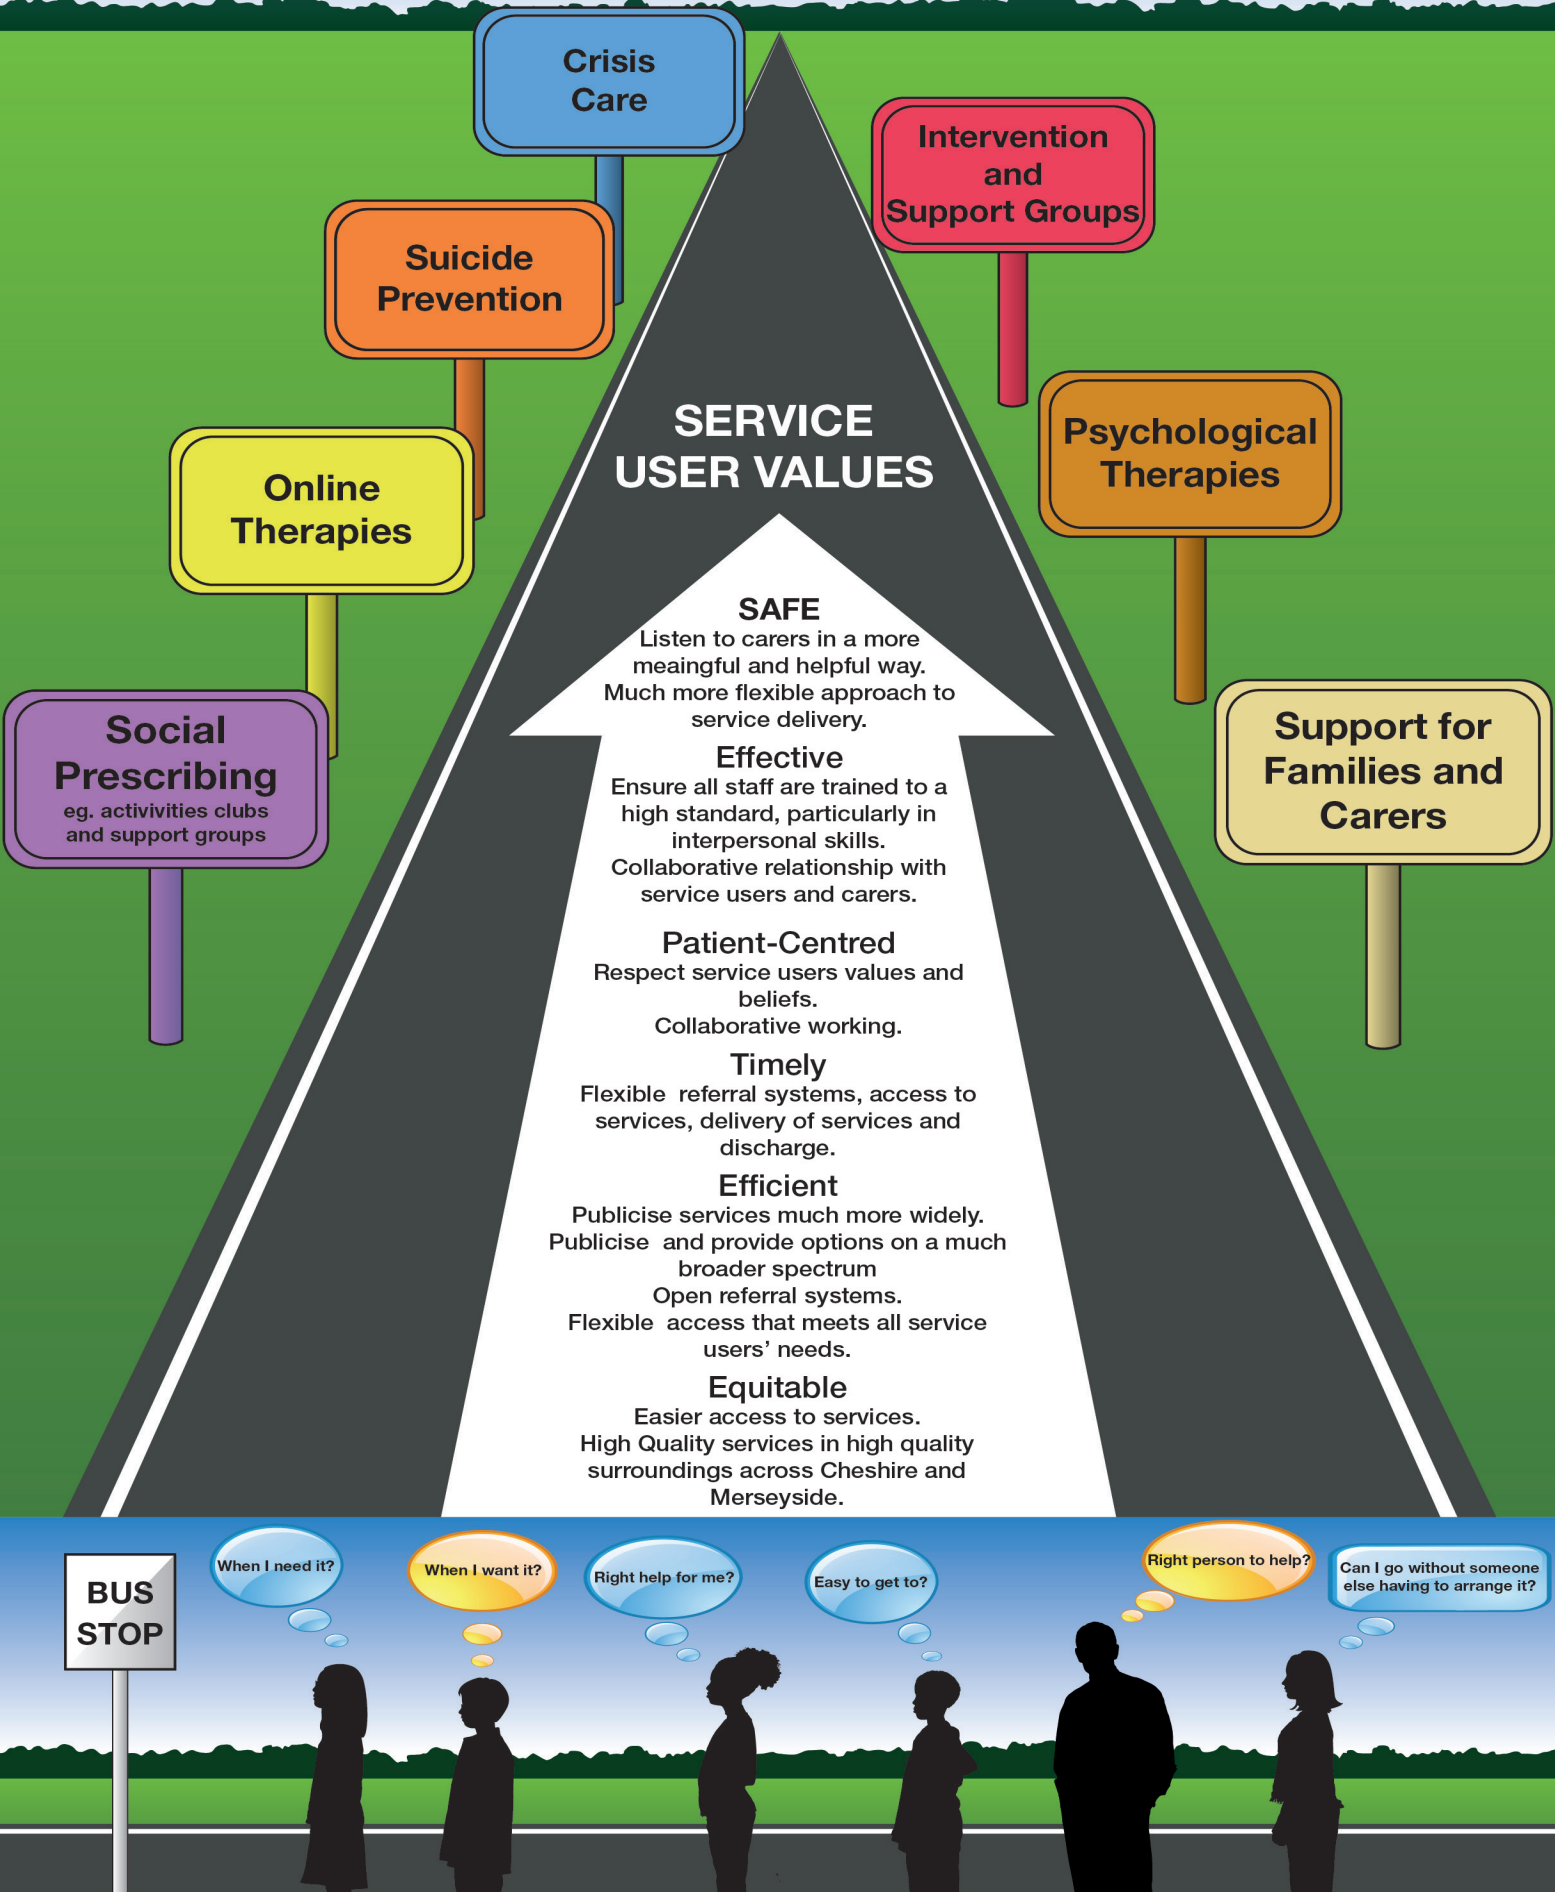 Crisis
Care
Intervention
and
Support Groups
Suicide
Prevention
Psychological
Therapies
Online
Therapies
Social
Prescribing
eg. activivities clubs
and support groups
Support for
Families and
Carers
SERVICE
USER VALUES
SAFE
Listen to carers in a more
meaingful and helpful way.
Much more flexible approach to
service delivery.
Effective
Ensure all staff are trained to a
high standard, particularly in
interpersonal skills.
Collaborative relationship with
service users and carers.
Patient-Centred
Respect service users values and
beliefs.
Collaborative working.
Timely
Flexible referral systems, access to
services, delivery of services and
discharge.
Efficient
Publicise services much more widely.
Publicise and provide options on a much
broader spectrum
Open referral systems.
Flexible access that meets all service
users’ needs.
Equitable
Easier access to services.
High Quality services in high quality
surroundings across Cheshire and
Merseyside.
BUS
STOP
When I need it?
When I want it?
Right help for me?
Easy to get to?
Right person to help?
Can I go without someone
else having to arrange it?